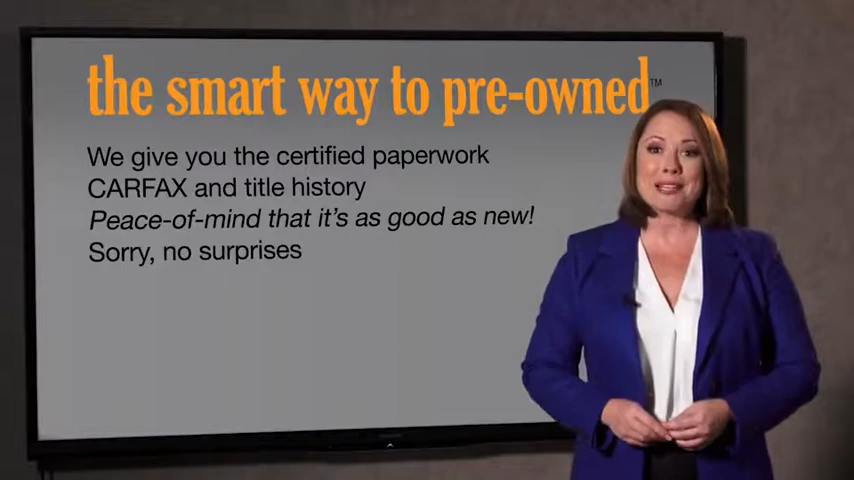 the smart way to pre-owned™
We give you the certified paperwork
CARFAX and title history
Peace-of-mind that it's as good as new!
Sorry, no surprises